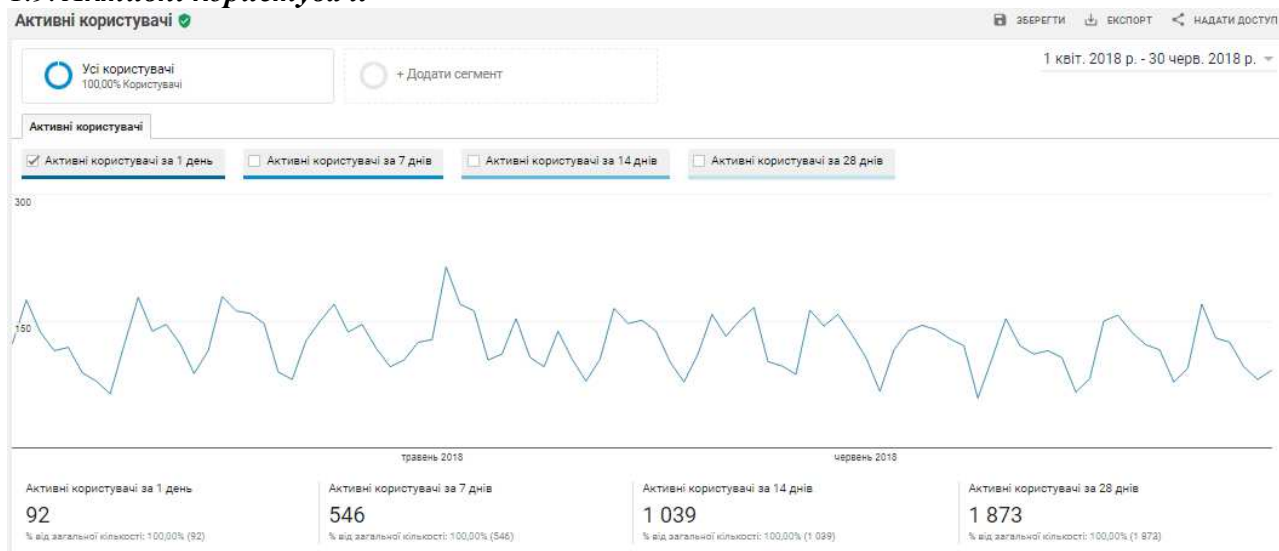 Активні користувачі
ЗБЕРЕГТИ ЕКСПОРТ НАДАТИ ДОСТУП
Усі користувачі
100,00% Користувачі
+ Додати сегмент
1 квіт. 2018 р. - 30 черв. 2018 р.
Активні користувачі
Активні користувачі за 1 день Активні користувачі за 7 днів Активні користувачі за 14 днів Активні користувачі за 28 днів
300
150
травень 2018 червень 2018
Активні користувачі за 1 день Активні користувачі за 7 днів Активні користувачі за 14 днів Активні користувачі за 28 днів
92 546 1 039 1 873
% від загальної кількості: 100,00% (92) % від загальної кількості: 100,00% (546) % від загальної кількості: 100,00% (1 039) % від загальної кількості: 100,00% (1 873)